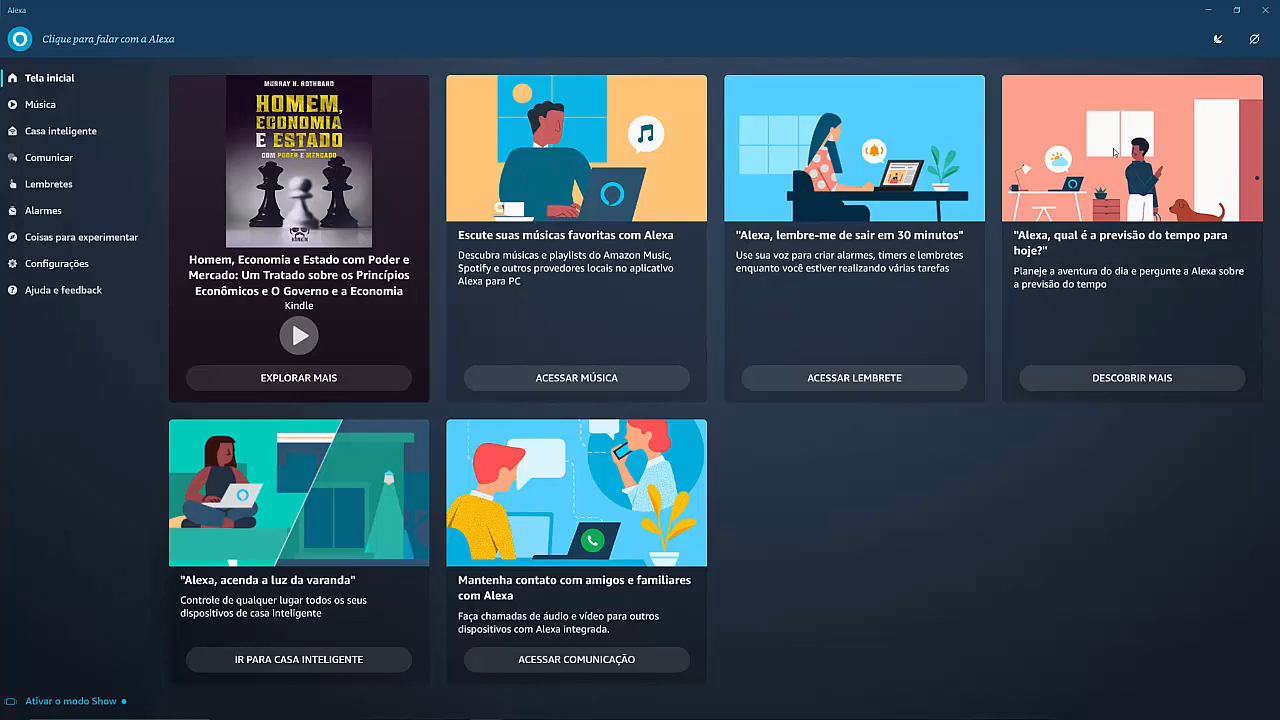 Alexa
Clique para falar com a Alexa
Tela inicial
Música
Casa inteligente
Comunicar
Lembretes
Alarmes
Coisas para experimentar
Configurações
Ajuda e feedback
Ativar o modo Show
MURRAY N. ROTHBARD
HOMEM,
ECONOMIA
E ESTADO
COM PODER E MERCADO
Homem, Economia e Estado com Poder e
Mercado: Um Tratado sobre os Princípios
Econômicos e O Governo e a Economia
Kindle
EXPLORAR MAIS
Escute suas músicas favoritas com Alexa
Descubra músicas e playlists do Amazon Music,
Spotify e outros provedores locais no aplicativo
Alexa para PC
ACESSAR MÚSICA
"Alexa, lembre-me de sair em 30 minutos"
Use sua voz para criar alarmes, timers e lembretes
enquanto você estiver realizando várias tarefas
ACESSAR LEMBRETE
"Alexa, qual é a previsão do tempo para
hoje?"
Planeje a aventura do dia e pergunte a Alexa sobre
a previsão do tempo
DESCOBRIR MAIS
"Alexa, acenda a luz da varanda"
Controle de qualquer lugar todos os seus
dispositivos de casa Inteligente
IR PARA CASA INTELIGENTE
Mantenha contato com amigos e familiares
com Alexa
Faça chamadas de áudio e vídeo para outros
dispositivos com Alexa integrada.
ACESSAR COMUNICAÇÃO